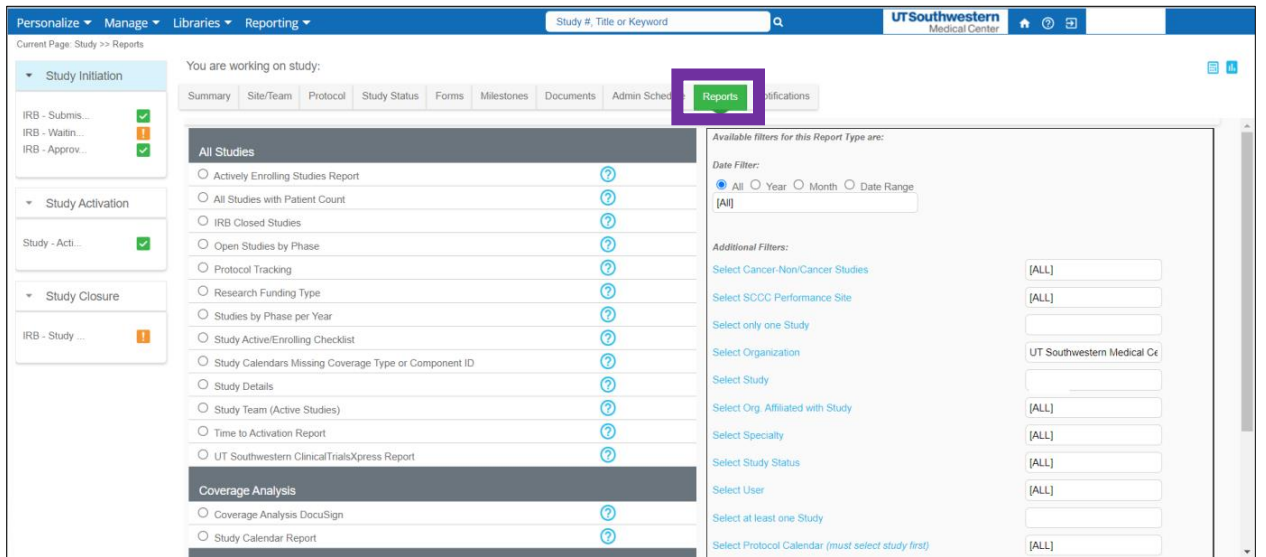 Personalize Manage Libraries Reporting Study #, Title or Keyword UTSouthwestern
Medical Center
Current Page: Study >> Reports
You are working on study:
Study Initiation
Summary Site/Team Protocol Study Status Forms Milestones Documents Admin Reports
IRB - Submis...
IRB - Waitin...
IRB - Approv...
Study Activation
Study - Acti...
Study Closure
IRB - Study ...
All Studies
Actively Enrolling Studies Report
All Studies with Patient Count
IRB Closed Studies
Open Studies by Phase
Protocol Tracking
Research Funding Type
Studies by Phase per Year
Study Active/Enrolling Checklist
Study Calendars Missing Coverage Type or Component ID
Study Details
Study Team (Active Studies)
Time to Activation Report
UT Southwestern ClinicalTrialsXpress Report
Coverage Analysis
Coverage Analysis DocuSign
Study Calendar Report
Available filters for this Report Type are:
Date Filter:
All Year Month Date Range
[All]
Additional Filters:
Select Cancer-Non/Cancer Studies [ALL]
Select SCCC Performance Site [ALL]
Select only one Study
Select Organization UT Southwestern Medical Ce
Select Study
Select Org. Affiliated with Study [ALL]
Select Specialty [ALL]
Select Study Status [ALL]
Select User [ALL]
Select at least one Study
Select Protocol Calendar (must select study first) [ALL]